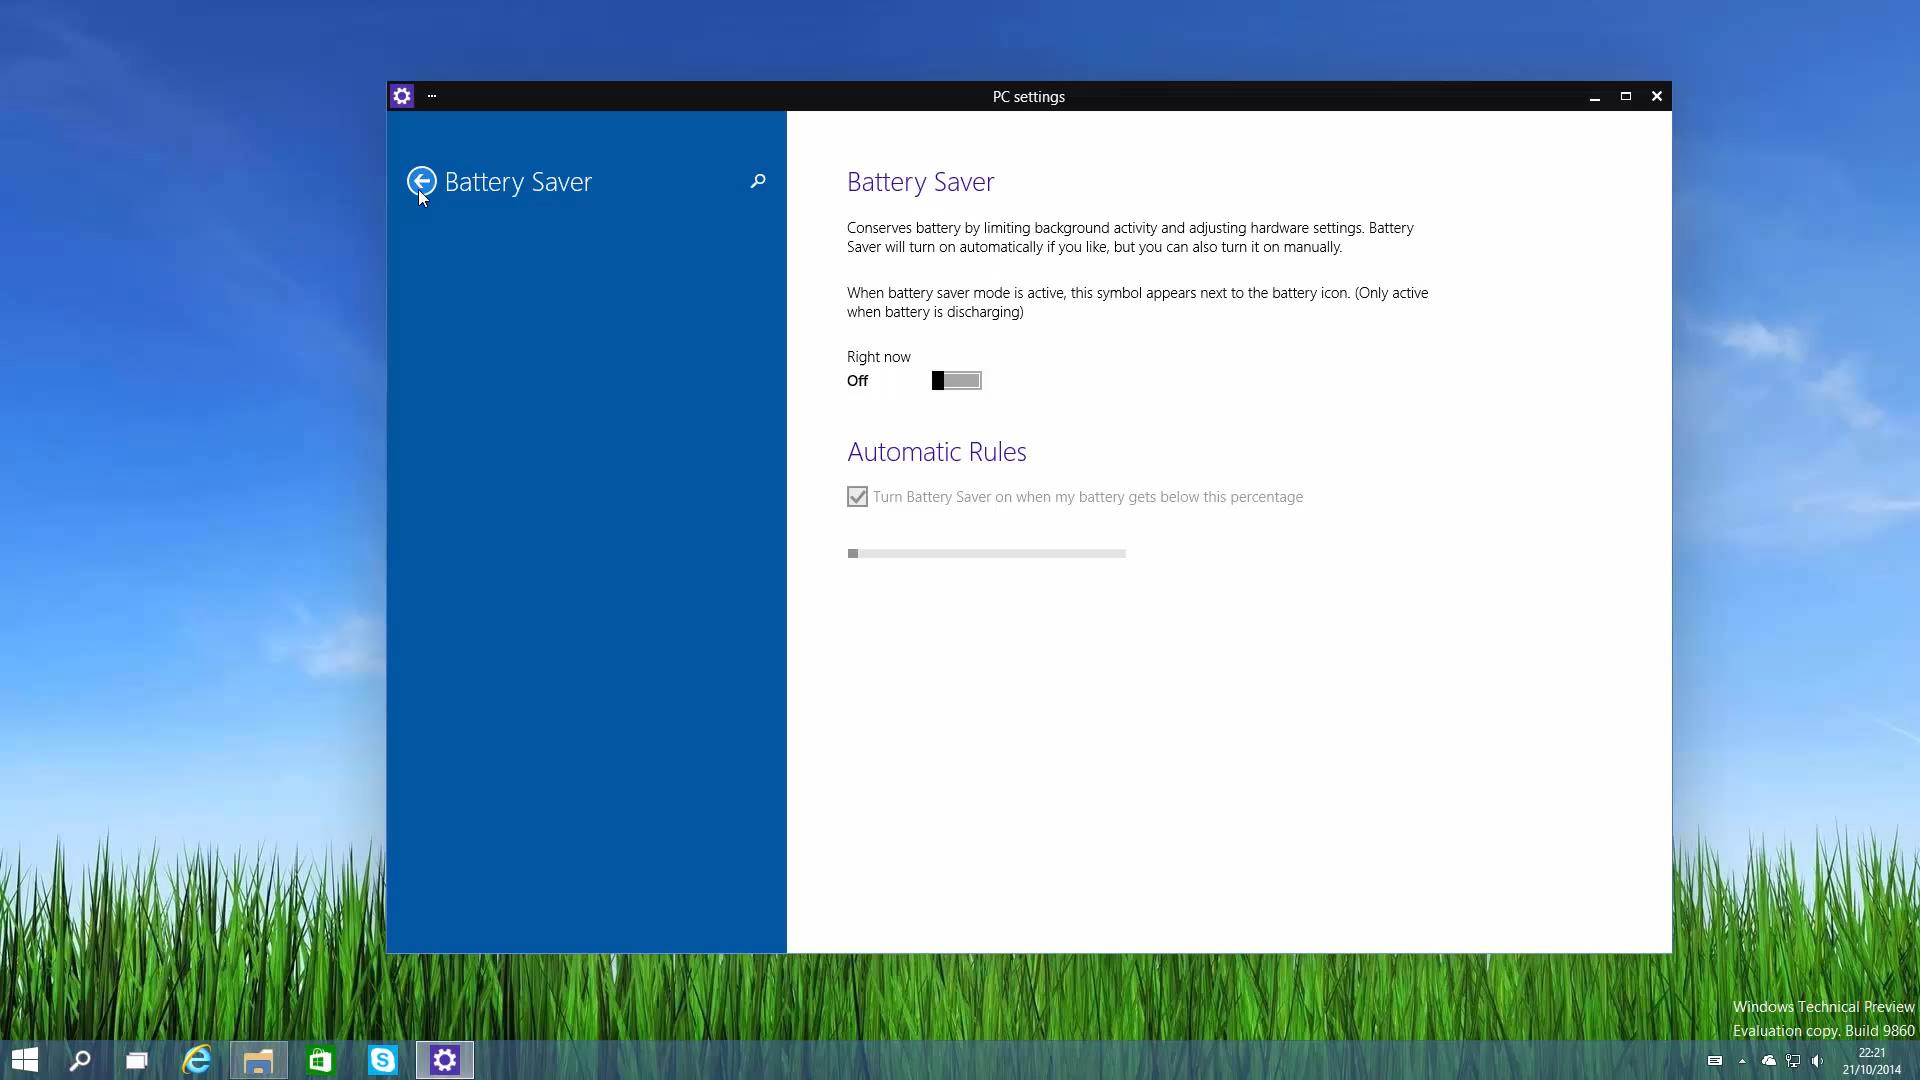 PC settings
Battery Saver
Battery Saver
Conserves battery by limiting background activity and adjusting hardware settings. Battery
Saver will turn on automatically if you like, but you can also turn it on manually.
When battery saver mode is active, this symbol appears next to the battery icon. (Only active
when battery is discharging)
Right now
Off
Automatic Rules
Turn Battery Saver on when my battery gets below this percentage
Windows Technical Preview
Evaluation copy. Build 9860
22:21
21/10/2014